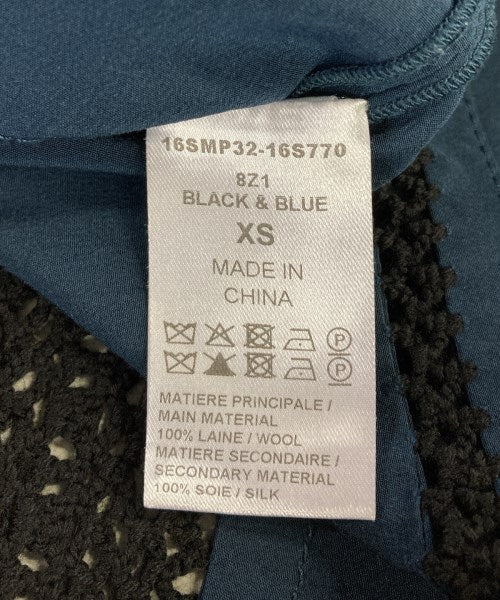 16SMP32-16S770
8Z1
BLACK & BLUE
XS
MADE IN
CHINA
MATIERE PRINCIPALE /
MAIN MATERIAL
100% LAINE / WOOL
MATIERE SECONDAIRE /
SECONDARY MATERIAL
100% SOIE / SILK